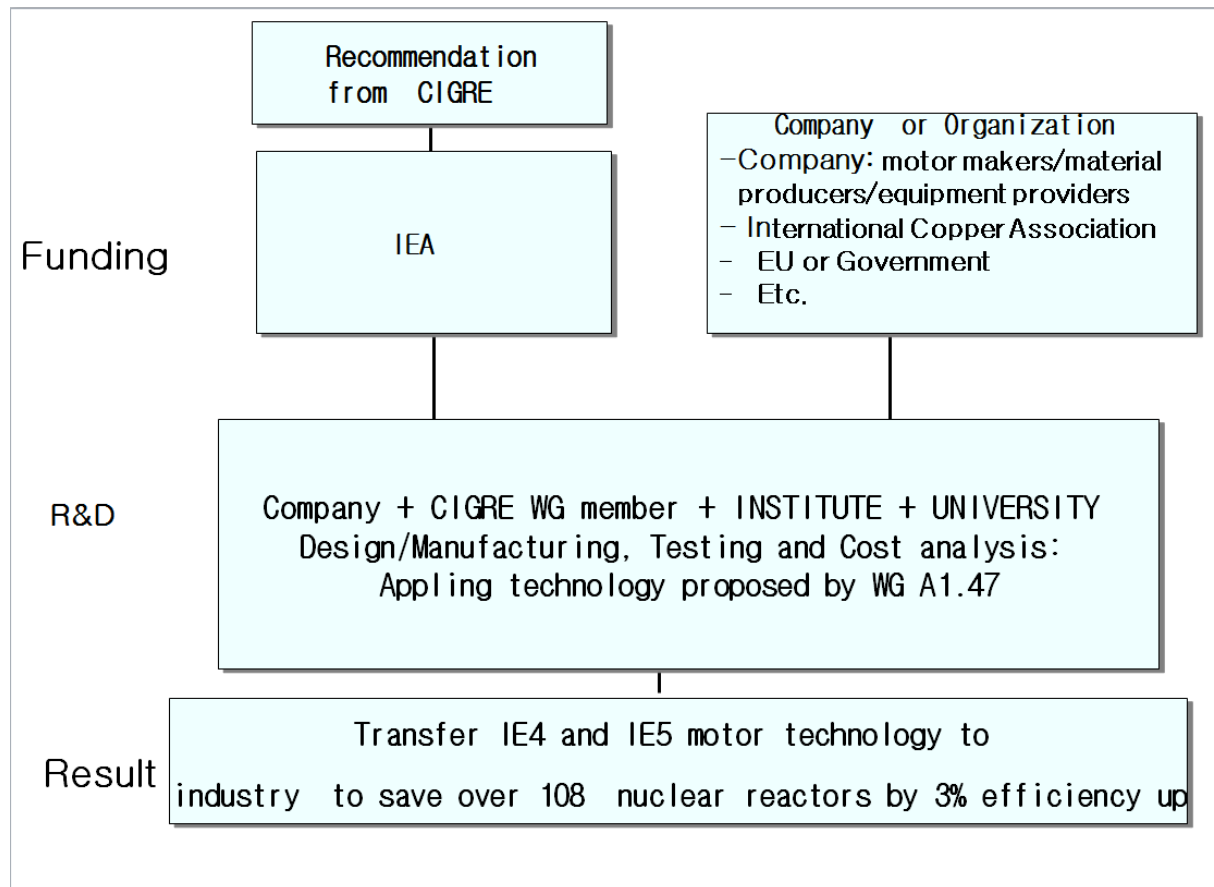 Recommendation
from CIGRE
Company or Organization
-Company: motor makers/material
producers/equipment providers
- International Copper Association
- EU or Government
- Etc.
Funding
IEA
R&D
Company + CIGRE WG member + INSTITUTE + UNIVERSITY
Design/Manufacturing, Testing and Cost analysis:
Appling technology proposed by WG A1.47
Result
Transfer IE4 and IE5 motor technology to
industry to save over 108 nuclear reactors by 3% efficiency up